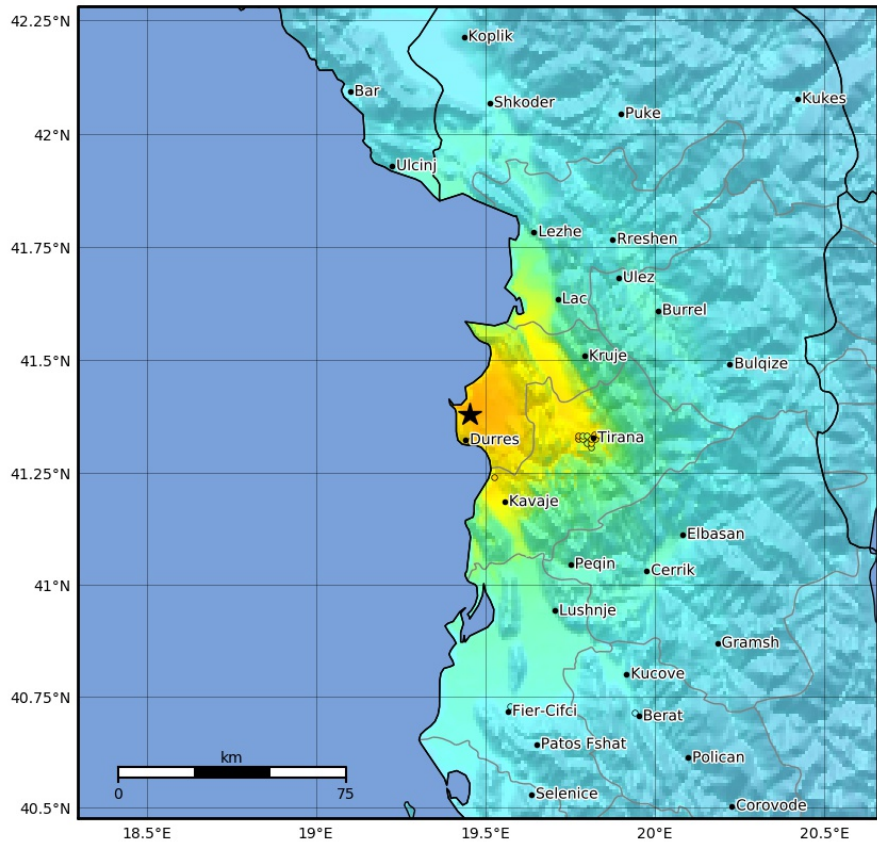 42.25°N
Koplik
Bar
Shkoder
Puke
Kukes
42°N
Ulcinj
41.75°N
Lezhe
Rreshen
Ulez
Lac
Burrel
41.5°N
Kruje
Bulqize
Durres
Tirana
41.25°N
Kavaje
Elbasan
Peqin
Cerrik
41°N
Lushnje
Gramsh
Kucove
40.75°N
Fier-Cifci
Berat
Patos Fshat
Polican
km
0
75
Selenice
Corovode
40.5°N
18.5°E
19°E
19.5°E
20°E
20.5°E